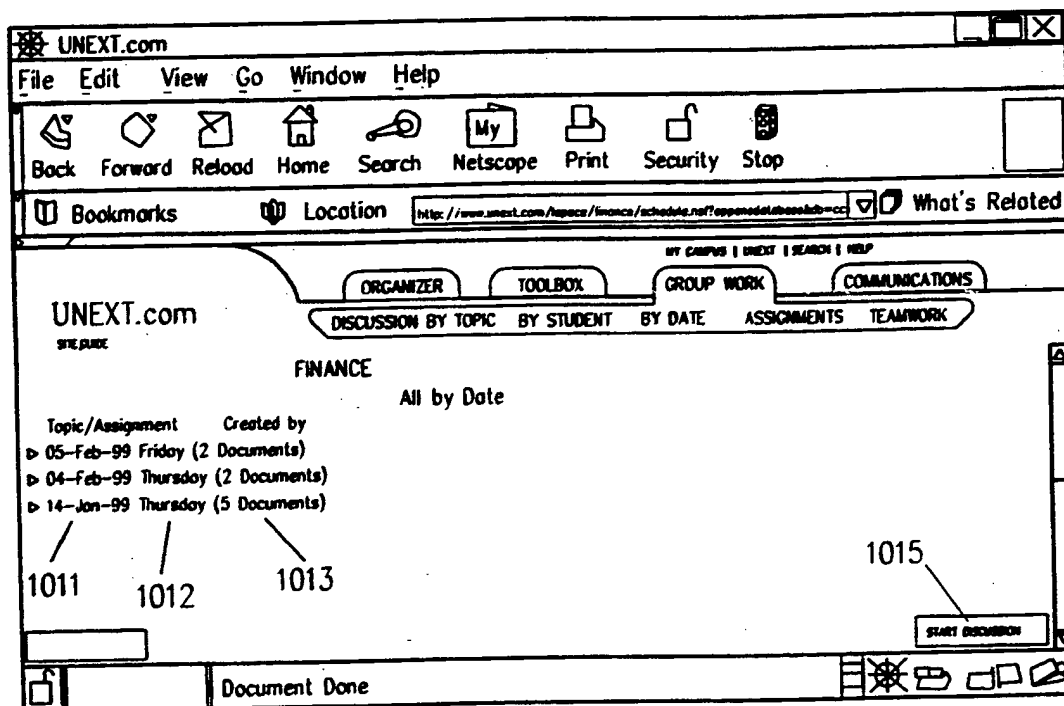 UNEXT.com
File Edit View Go Window Help
Back Forward Reload Home Search My Netscape Print Security Stop
Bookmarks Location http://www.unext.com/ What's Related
MY CAMPUS | UNEXT | SEARCH | HELP
ORGANIZER TOOLBOX GROUP WORK COMMUNICATIONS
UNEXT.com
DISCUSSION BY TOPIC BY STUDENT BY DATE ASSIGNMENTS TEAMWORK
SITE GUIDE
FINANCE
All by Date
Topic/Assignment Created by
05-Feb-99 Friday (2 Documents)
04-Feb-99 Thursday (2 Documents)
14-Jan-99 Thursday (5 Documents)
1011 1012 1013 1015
START DISCUSSION
Document Done